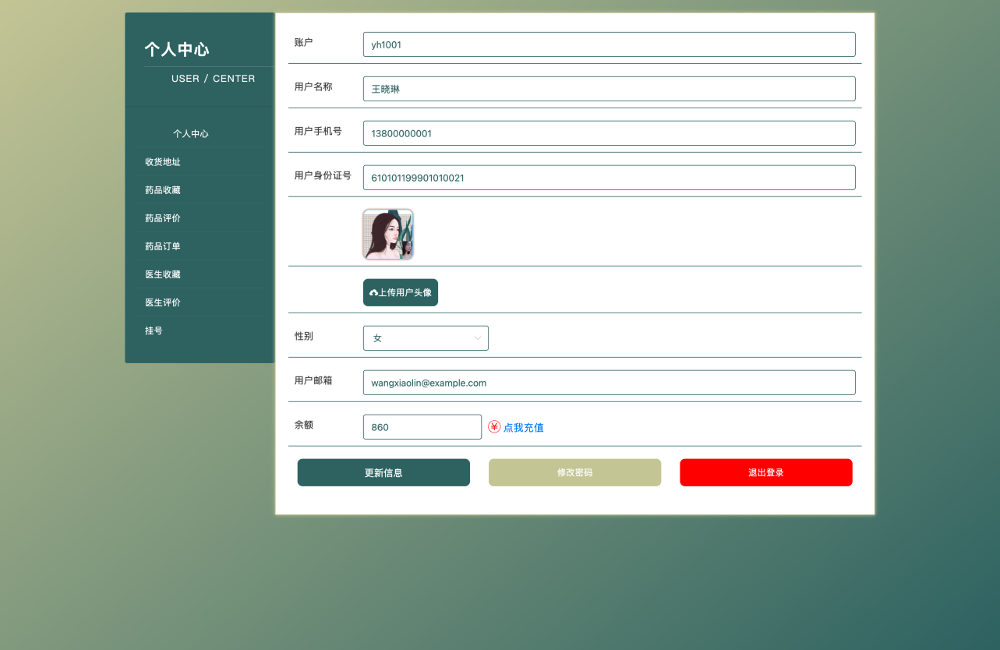 个人中心
USER / CENTER
个人中心
收货地址
药品收藏
药品评价
药品订单
医生收藏
医生评价
挂号
账户 yh1001
用户名称 王晓琳
用户手机号 13800000001
用户身份证号 610101199901010021
上传用户头像
性别 女
用户邮箱 wangxiaolin@example.com
余额 860 ¥ 点我充值
更新信息 修改密码 退出登录